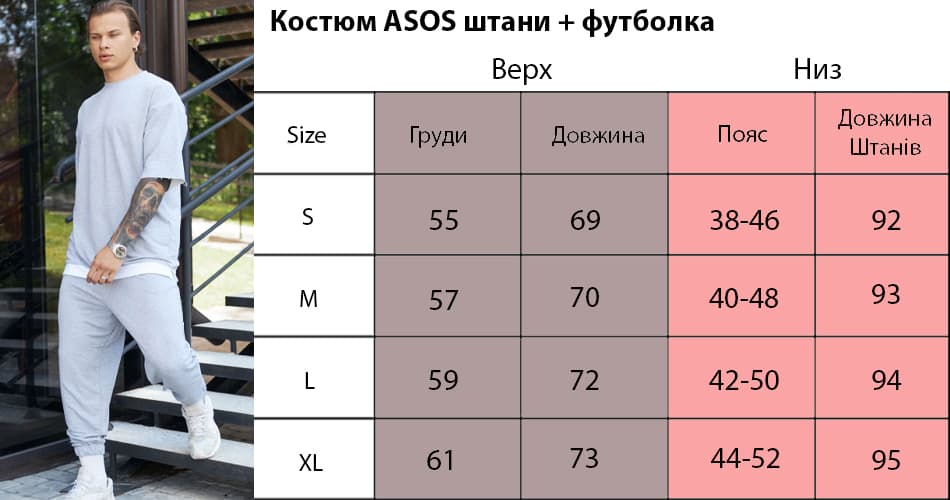 Костюм ASOS штани + футболка
Верх Низ
Size Груди Довжина Пояс Довжина Штанів
S 55 69 38-46 92
M 57 70 40-48 93
L 59 72 42-50 94
XL 61 73 44-52 95